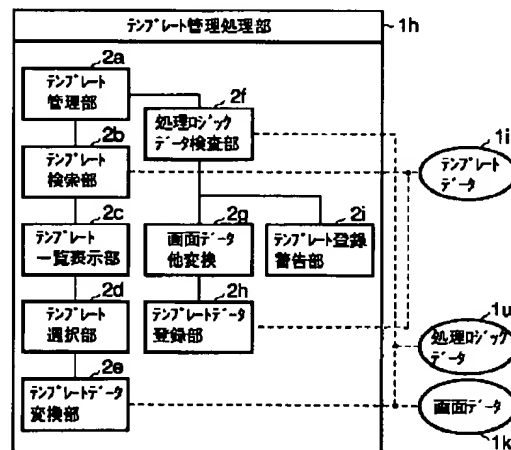 テンプレート管理処理部
1h
2a
テンプレート
管理部
2f
処理ロジック
データ検査部
2b
テンプレート
検索部
1i
テンプレート
データ
2c
テンプレート
一覧表示部
2g
画面データ
他変換
2i
テンプレート登録
警告部
2d
テンプレート
選択部
2h
テンプレートデータ
登録部
1u
処理ロジック
データ
2e
テンプレートデータ
変換部
画面データ
1k